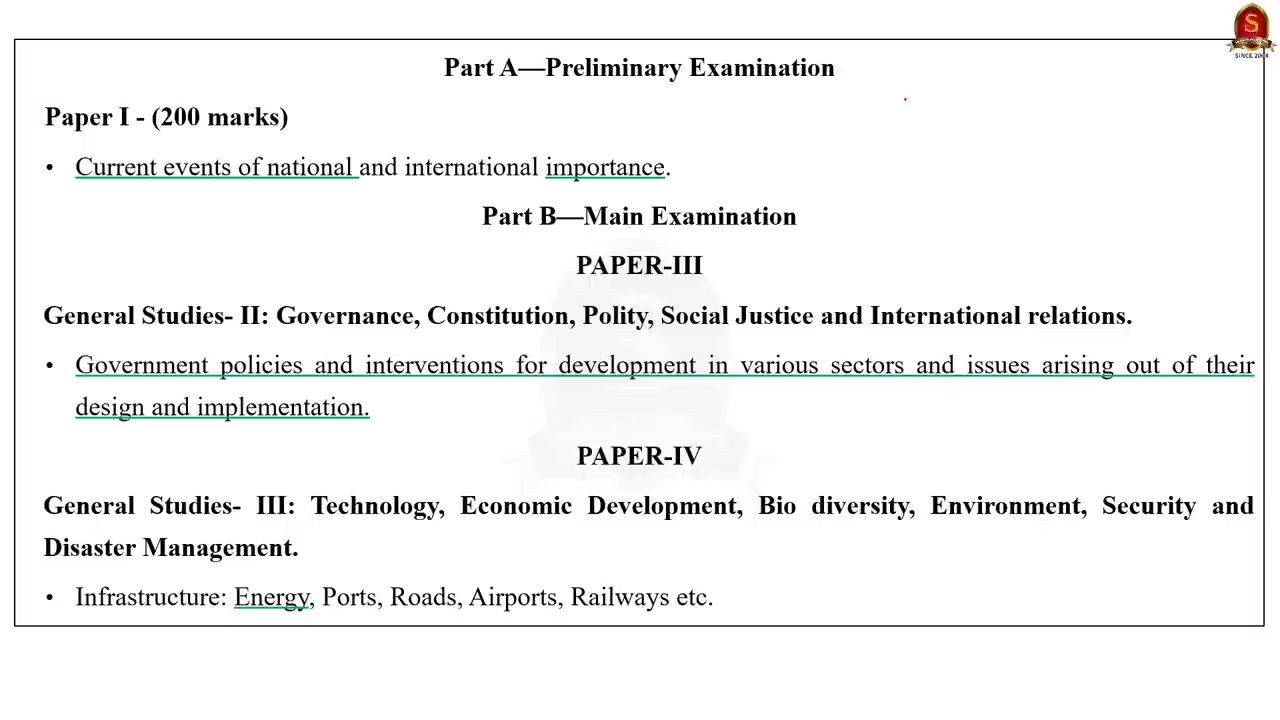 S
SINCE 2004
Part A—Preliminary Examination
Paper I - (200 marks)
• Current events of national and international importance.
Part B—Main Examination
PAPER-III
General Studies- II: Governance, Constitution, Polity, Social Justice and International relations.
• Government policies and interventions for development in various sectors and issues arising out of their
design and implementation.
PAPER-IV
General Studies- III: Technology, Economic Development, Bio diversity, Environment, Security and
Disaster Management.
• Infrastructure: Energy, Ports, Roads, Airports, Railways etc.